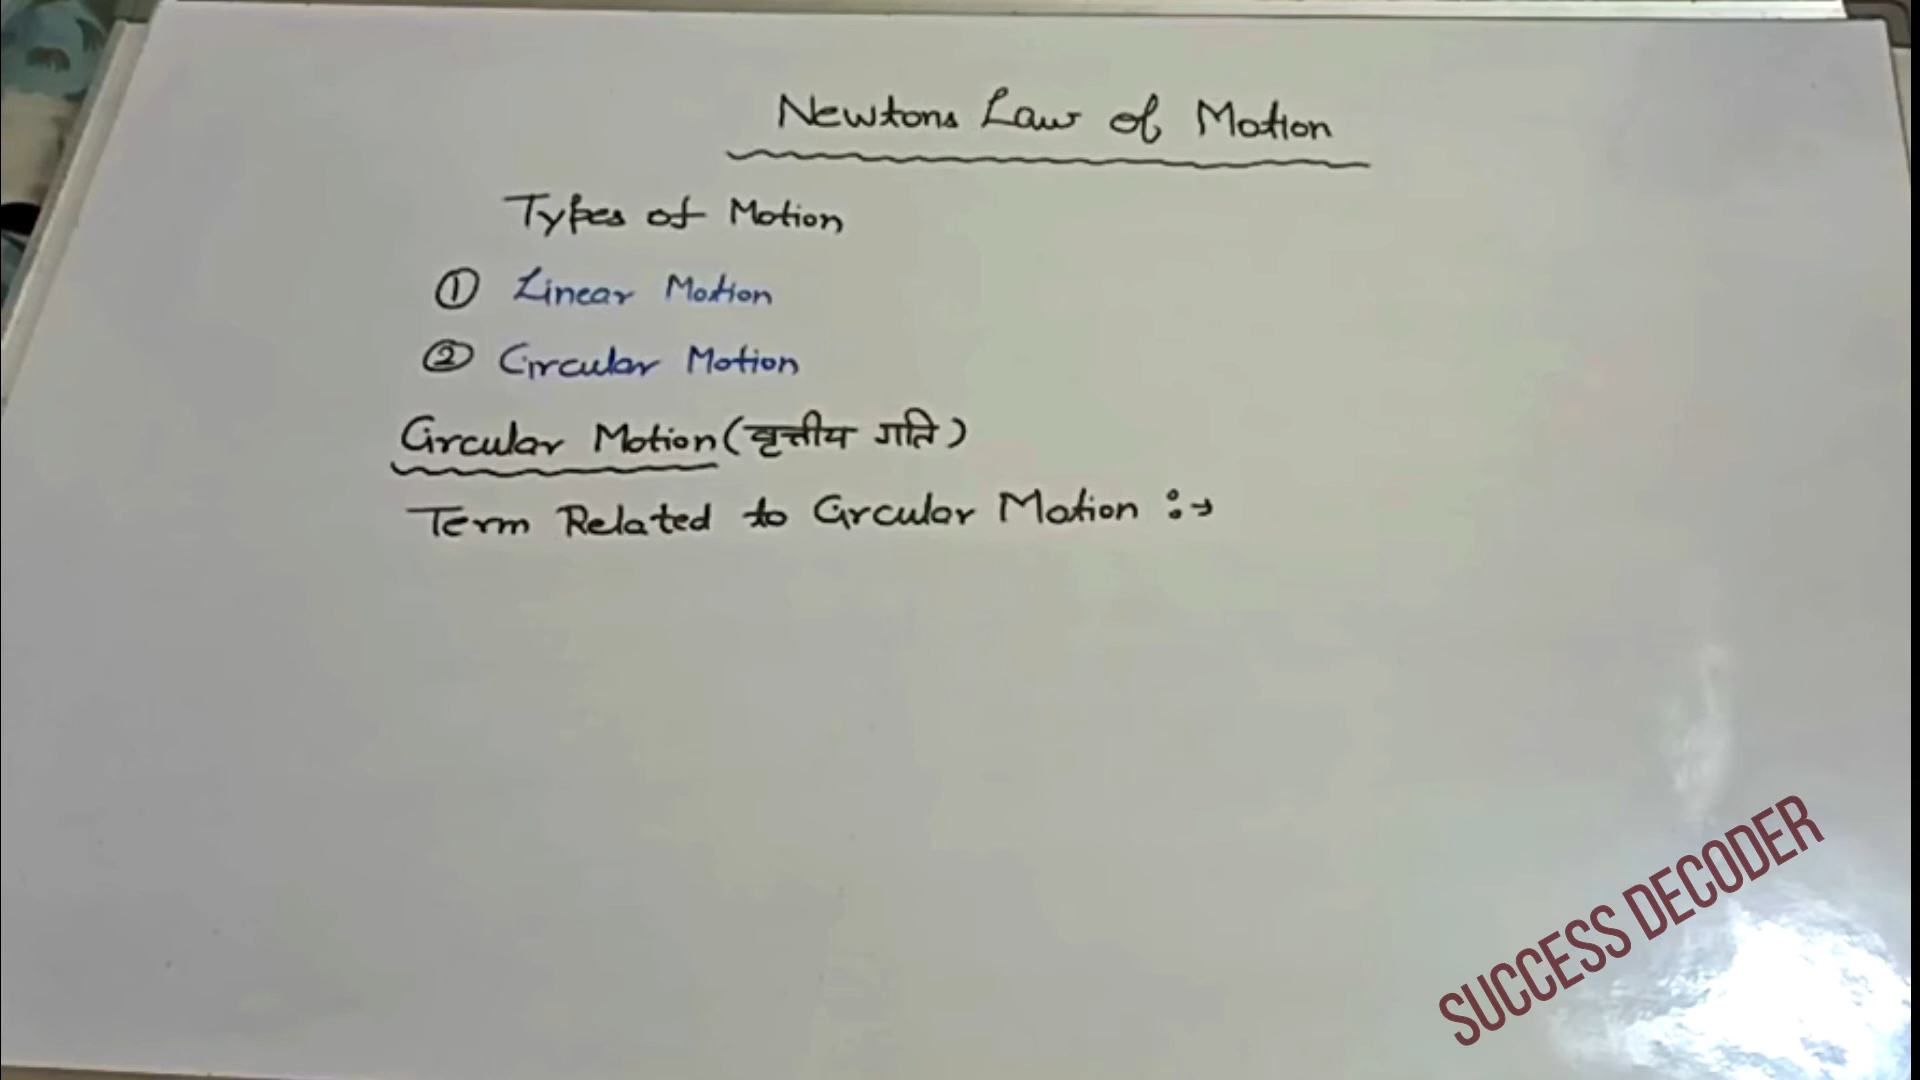 Newtons Law of Motion
Types of Motion
① Linear Motion
② Circular Motion
Circular Motion (वृत्तीय गति)
Term Related to Circular Motion :→
SUCCESS DECODER